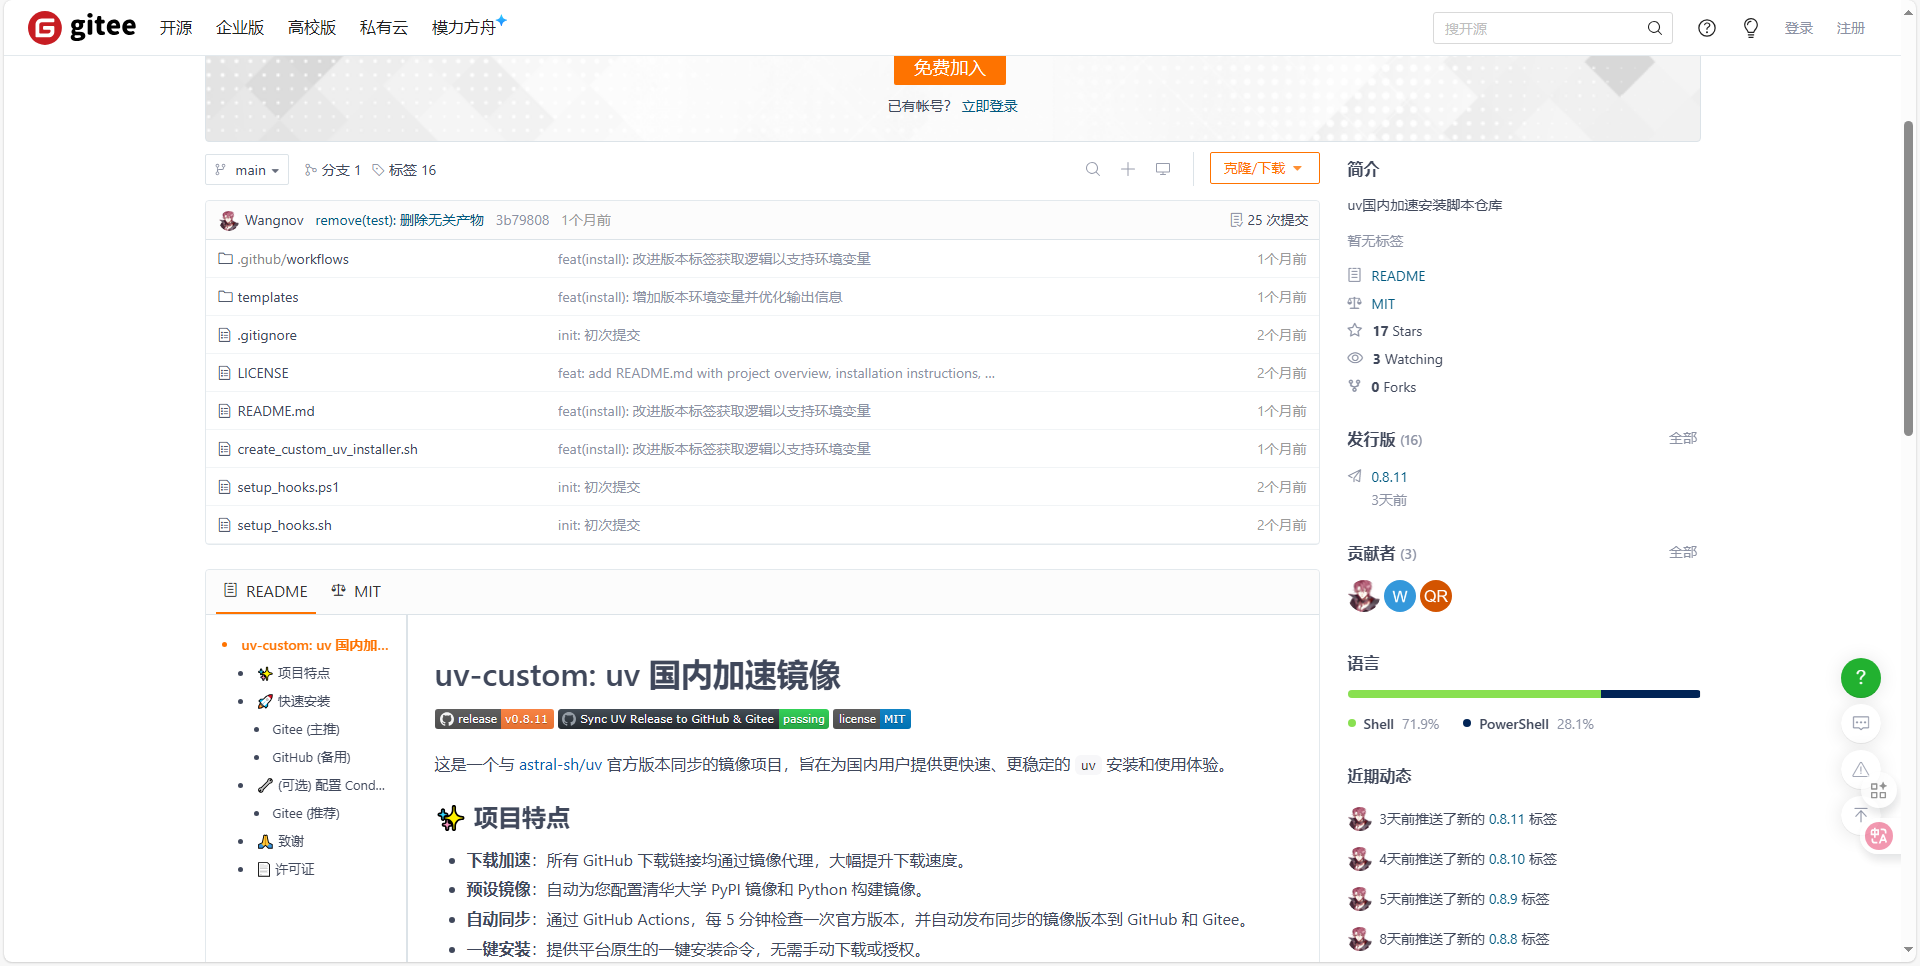 gitee 开源 企业版 高校版 私有云 模力方舟 搜开源 登录 注册
免费加入
已有帐号？ 立即登录
main 分支 1 标签 16 克隆/下载
Wangnov remove(test): 删除无关产物 3b79808 1个月前 25 次提交
.github/workflows feat(install): 改进版本标签获取逻辑以支持环境变量 1个月前
templates feat(install): 增加版本环境变量并优化输出信息 1个月前
.gitignore init: 初次提交 2个月前
LICENSE feat: add README.md with project overview, installation instructions, ... 2个月前
README.md feat(install): 改进版本标签获取逻辑以支持环境变量 1个月前
create_custom_uv_installer.sh feat(install): 改进版本标签获取逻辑以支持环境变量 1个月前
setup_hooks.ps1 init: 初次提交 2个月前
setup_hooks.sh init: 初次提交 2个月前
README MIT
uv-custom: uv 国内加...
项目特点
快速安装
Gitee (主推)
GitHub (备用)
(可选) 配置 Cond...
Gitee (推荐)
致谢
许可证
uv-custom: uv 国内加速镜像
release v0.8.11 Sync UV Release to GitHub & Gitee passing license MIT
这是一个与 astral-sh/uv 官方版本同步的镜像项目，旨在为国内用户提供更快速、更稳定的 uv 安装和使用体验。
项目特点
下载加速：所有 GitHub 下载链接均通过镜像代理，大幅提升下载速度。
预设镜像：自动为您配置清华大学 PyPI 镜像和 Python 构建镜像。
自动同步：通过 GitHub Actions，每 5 分钟检查一次官方版本，并自动发布同步的镜像版本到 GitHub 和 Gitee。
一键安装：提供平台原生的一键安装命令，无需手动下载或授权。
简介
uv国内加速安装脚本仓库
暂无标签
README
MIT
17 Stars
3 Watching
0 Forks
发行版 (16) 全部
0.8.11
3天前
贡献者 (3) 全部
W QR
语言
Shell 71.9% PowerShell 28.1%
近期动态
3天前推送了新的 0.8.11 标签
4天前推送了新的 0.8.10 标签
5天前推送了新的 0.8.9 标签
8天前推送了新的 0.8.8 标签